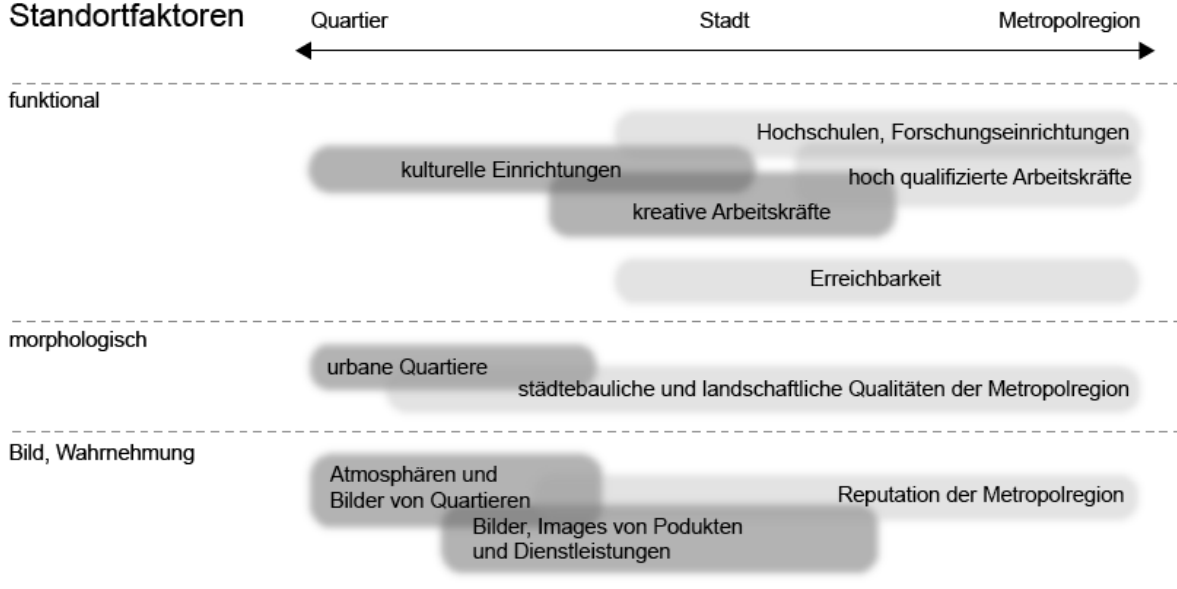 Standortfaktoren
Quartier
Stadt
Metropolregion
funktional
Hochschulen, Forschungseinrichtungen
kulturelle Einrichtungen
hoch qualifizierte Arbeitskräfte
kreative Arbeitskräfte
Erreichbarkeit
morphologisch
urbane Quartiere
städtebauliche und landschaftliche Qualitäten der Metropolregion
Bild, Wahrnehmung
Atmosphären und
Bilder von Quartieren
Reputation der Metropolregion
Bilder, Images von Podukten
und Dienstleistungen